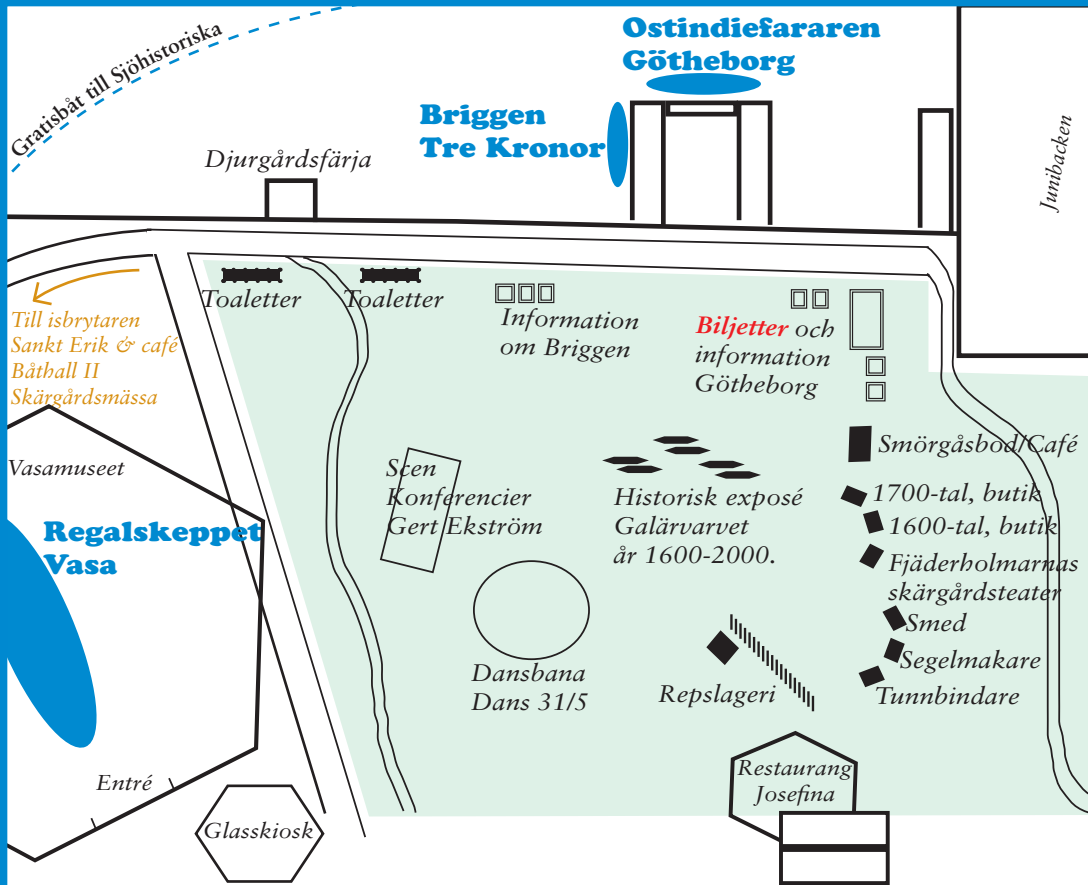 Gratisbåt till Sjöhistoriska
Ostindiefararen
Götheborg
Briggen
Tre Kronor
Djurgårdsfärja
Junibacken
Till isbrytaren
Sankt Erik & café
Båthall II
Skärgårdsmässa
Toaletter
Toaletter
Information
om Briggen
Biljetter och
information
Götheborg
Vasamuseet
Regalskeppet
Vasa
Scen
Konferencier
Gert Ekström
Historisk exposé
Galärvarvet
år 1600-2000.
Smörgåsbod/Café
1700-tal, butik
1600-tal, butik
Fjäderholmarnas
skärgårdsteater
Smed
Segelmakare
Tunnbindare
Dansbana
Dans 31/5
Repslageri
Entré
Glasskiosk
Restaurang
Josefina